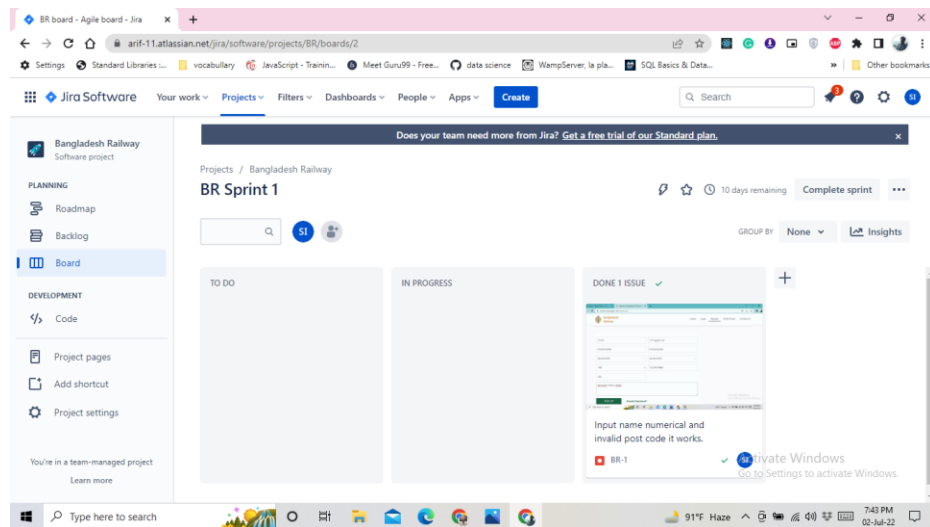 BR board - Agile board - Jira
arif-11.atlassian.net/jira/software/projects/BR/boards/2
Settings Standard Libraries :... vocabullary JavaScript - Trainin... Meet Guru99 - Free... data science WampServer, la pla... SQL Basics & Data... » Other bookmarks
Jira Software Your work Projects Filters Dashboards People Apps Create Search 3 SI
Does your team need more from Jira? Get a free trial of our Standard plan.
Bangladesh Railway
Software project
Projects / Bangladesh Railway
BR Sprint 1
10 days remaining Complete sprint
PLANNING
Roadmap
Backlog
Board
SI
GROUP BY None Insights
DEVELOPMENT
Code
Project pages
Add shortcut
Project settings
You're in a team-managed project
Learn more
TO DO
IN PROGRESS
DONE 1 ISSUE
Input name numerical and
invalid post code it works.
BR-1
SI
Activate Windows
Go to Settings to activate Windows.
Type here to search
91°F Haze
7:43 PM
02-Jul-22